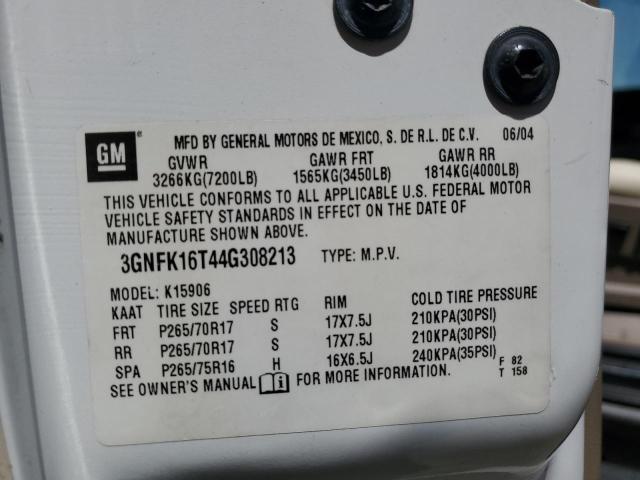 GM ® MFD BY GENERAL MOTORS DE MEXICO, S. DE R.L. DE C.V. 06/04
GVWR GAWR FRT GAWR RR
3266KG(7200LB) 1565KG(3450LB) 1814KG(4000LB)
THIS VEHICLE CONFORMS TO ALL APPLICABLE U.S. FEDERAL MOTOR
VEHICLE SAFETY STANDARDS IN EFFECT ON THE DATE OF
MANUFACTURE SHOWN ABOVE.
3GNFK16T44G308213 TYPE: M.P.V.
MODEL: K15906
KAAT TIRE SIZE SPEED RTG RIM COLD TIRE PRESSURE
FRT P265/70R17 S 17X7.5J 210KPA(30PSI)
RR P265/70R17 S 17X7.5J 210KPA(30PSI)
SPA P265/75R16 H 16X6.5J 240KPA(35PSI) F 82
SEE OWNER'S MANUAL i FOR MORE INFORMATION. T 158